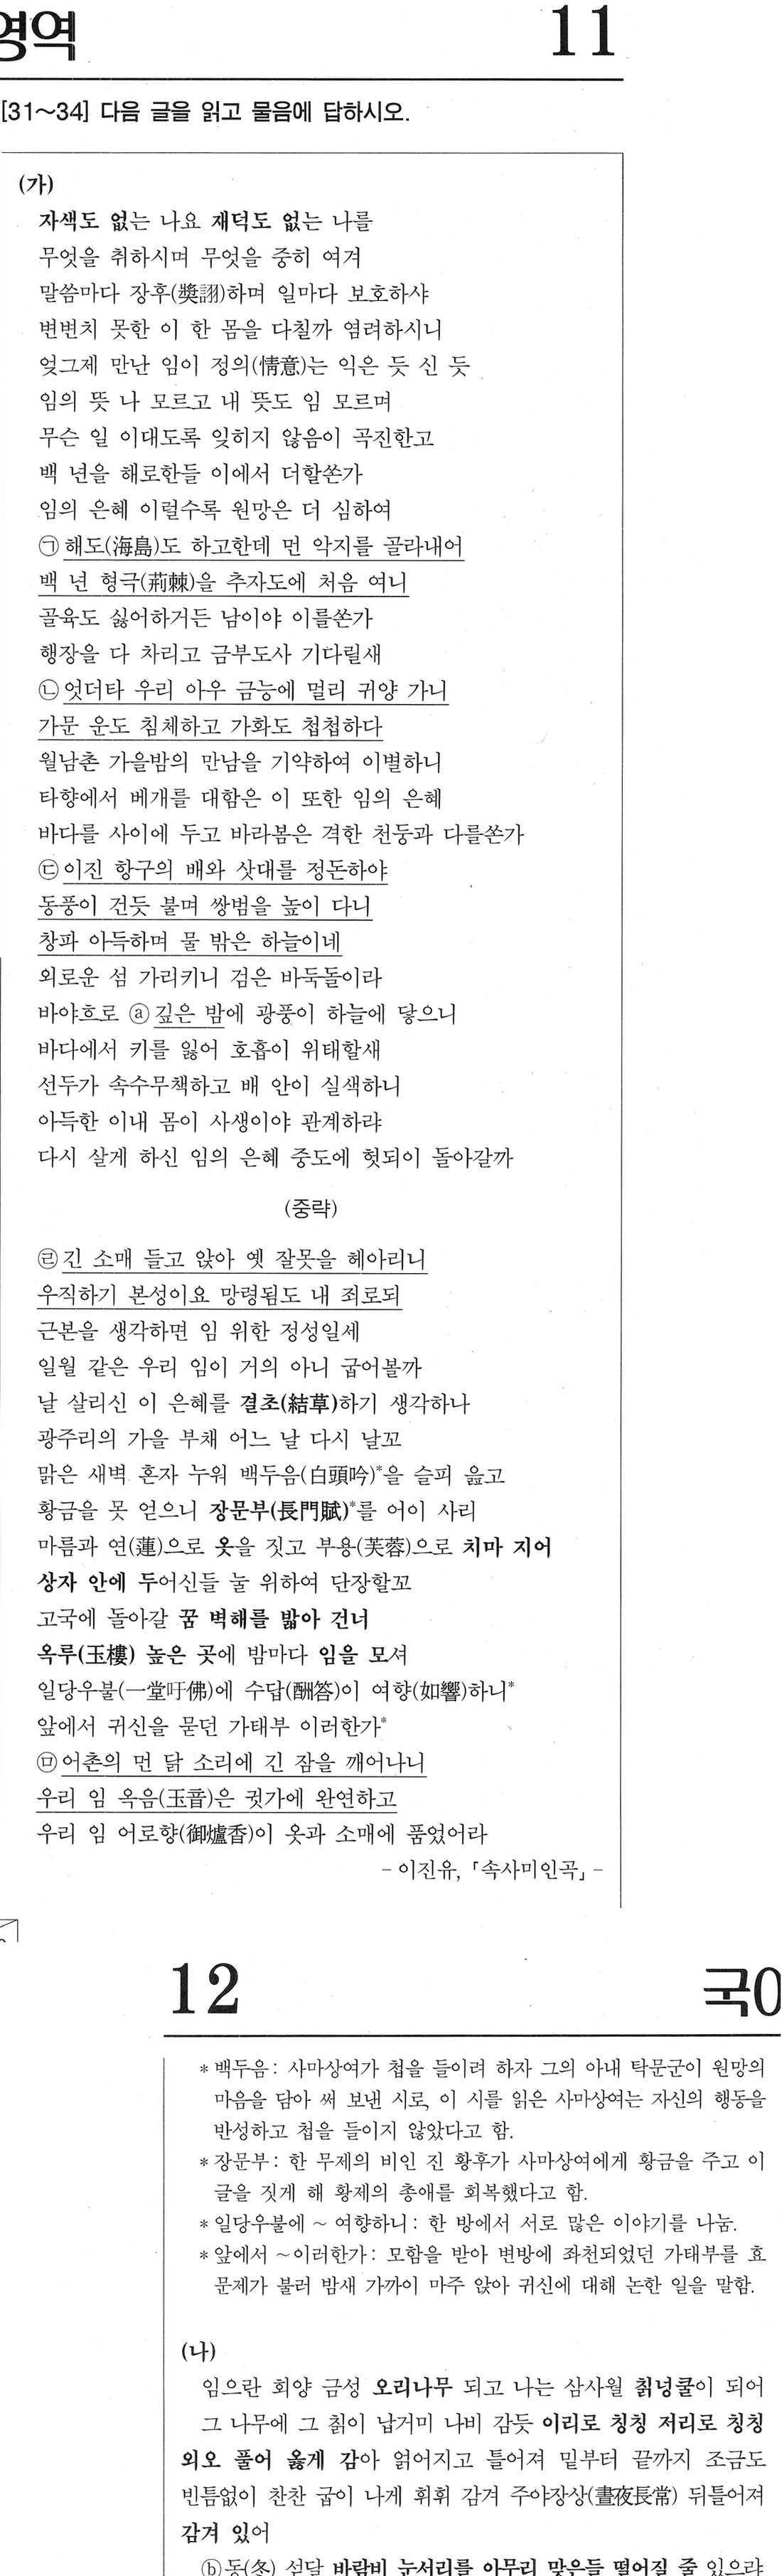 영역
11
[31~34] 다음 글을 읽고 물음에 답하시오.
(가)
자색도 없는 나요 재덕도 없는 나를
무엇을 취하시며 무엇을 중히 여겨
말씀마다 장후(奬詡)하며 일마다 보호하샤
변변치 못한 이 한 몸을 다칠까 염려하시니
엊그제 만난 임이 정의(情意)는 익은 듯 신 듯
임의 뜻 나 모르고 내 뜻도 임 모르며
무슨 일 이대도록 잊히지 않음이 곡진한고
백 년을 해로한들 이에서 더할쏜가
임의 은혜 이럴수록 원망은 더 심하여
㉠ 해도(海島)도 하고한데 먼 악지를 골라내어
백 년 형극(荊棘)을 추자도에 처음 여니
골육도 싫어하거든 남이야 이를쏜가
행장을 다 차리고 금부도사 기다릴새
㉡ 엇더타 우리 아우 금능에 멀리 귀양 가니
가문 운도 침체하고 가화도 첩첩하다
월남촌 가을밤의 만남을 기약하여 이별하니
타향에서 베개를 대함은 이 또한 임의 은혜
바다를 사이에 두고 바라봄은 격한 천둥과 다를쏜가
㉢ 이진 항구의 배와 삿대를 정돈하야
동풍이 건듯 불며 쌍범을 높이 다니
창파 아득하며 물 밖은 하늘이네
외로운 섬 가리키니 검은 바둑돌이라
바야흐로 ⓐ 깊은 밤에 광풍이 하늘에 닿으니
바다에서 키를 잃어 호흡이 위태할새
선두가 속수무책하고 배 안이 실색하니
아득한 이내 몸이 사생이야 관계하랴
다시 살게 하신 임의 은혜 중도에 헛되이 돌아갈까
(중략)
㉣ 긴 소매 들고 앉아 옛 잘못을 헤아리니
우직하기 본성이요 망령됨도 내 죄로되
근본을 생각하면 임 위한 정성일세
일월 같은 우리 임이 거의 아니 굽어볼까
날 살리신 이 은혜를 결초(結草)하기 생각하나
광주리의 가을 부채 어느 날 다시 날꼬
맑은 새벽 혼자 누워 백두음(白頭吟)*을 슬피 읊고
황금을 못 얻으니 장문부(長門賦)*를 어이 사리
마름과 연(蓮)으로 옷을 짓고 부용(芙蓉)으로 치마 지어
상자 안에 두어신들 눌 위하여 단장할꼬
고국에 돌아갈 꿈 벽해를 밟아 건너
옥루(玉樓) 높은 곳에 밤마다 임을 모셔
일당우불(一堂吁佛)에 수답(酬答)이 여향(如響)하니*
앞에서 귀신을 묻던 가태부 이러한가*
㉤ 어촌의 먼 닭 소리에 긴 잠을 깨어나니
우리 임 옥음(玉音)은 귓가에 완연하고
우리 임 어로향(御爐香)이 옷과 소매에 품었어라
- 이진유, 「속사미인곡」 -
12
국어
* 백두음 : 사마상여가 첩을 들이려 하자 그의 아내 탁문군이 원망의
마음을 담아 써 보낸 시로, 이 시를 읽은 사마상여는 자신의 행동을
반성하고 첩을 들이지 않았다고 함.
* 장문부 : 한 무제의 비인 진 황후가 사마상여에게 황금을 주고 이
글을 짓게 해 황제의 총애를 회복했다고 함.
* 일당우불에 ~ 여향하니 : 한 방에서 서로 많은 이야기를 나눔.
* 앞에서 ~이러한가 : 모함을 받아 변방에 좌천되었던 가태부를 효
문제가 불러 밤새 가까이 마주 앉아 귀신에 대해 논한 일을 말함.
(나)
임으란 회양 금성 오리나무 되고 나는 삼사월 칡넝쿨이 되어
그 나무에 그 칡이 납거미 나비 감듯 이리로 칭칭 저리로 칭칭
외오 풀어 옳게 감아 얽어지고 틀어져 밑부터 끝까지 조금도
빈틈없이 찬찬 굽이 나게 휘휘 감겨 주야장상(晝夜長常) 뒤틀어져
감겨 있어
ⓑ 동(冬) 섣달 바람비 눈서리를 아무리 맞은들 떨어질 줄 있으랴